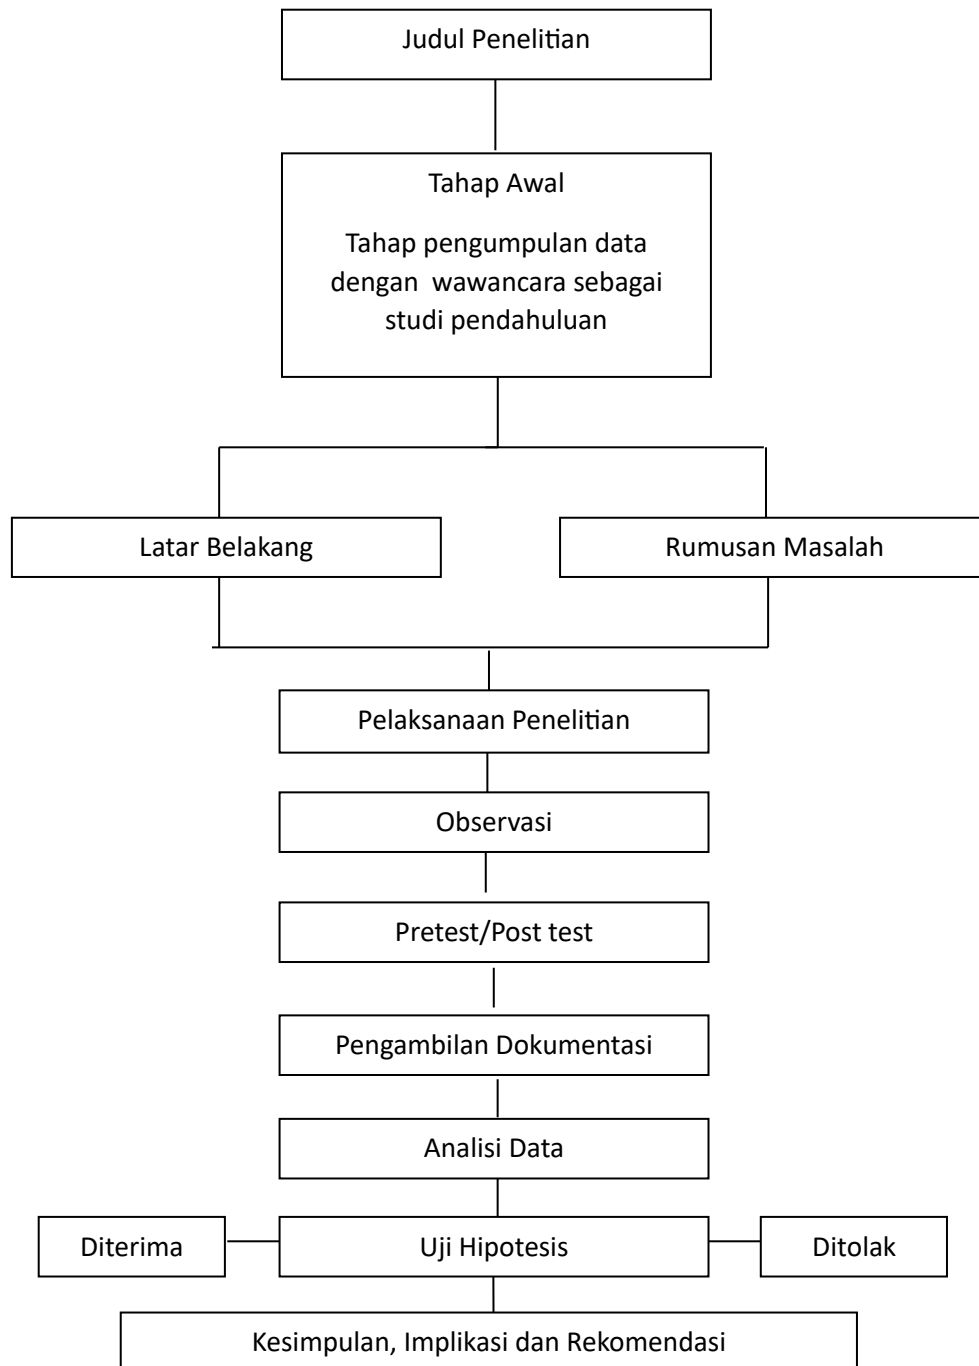 Judul Penelitian
Tahap Awal
Tahap pengumpulan data
dengan  wawancara sebagai
studi pendahuluan
Latar Belakang
Rumusan Masalah
Pelaksanaan Penelitian
Observasi
Pretest/Post test
Pengambilan Dokumentasi
Analisi Data
Diterima
Uji Hipotesis
Ditolak
Kesimpulan, Implikasi dan Rekomendasi